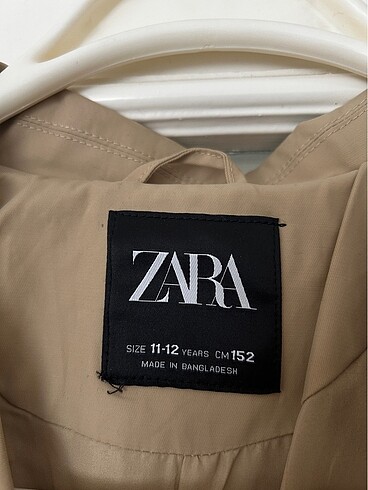 ZARA
SIZE 11-12 YEARS CM 152
MADE IN BANGLADESH